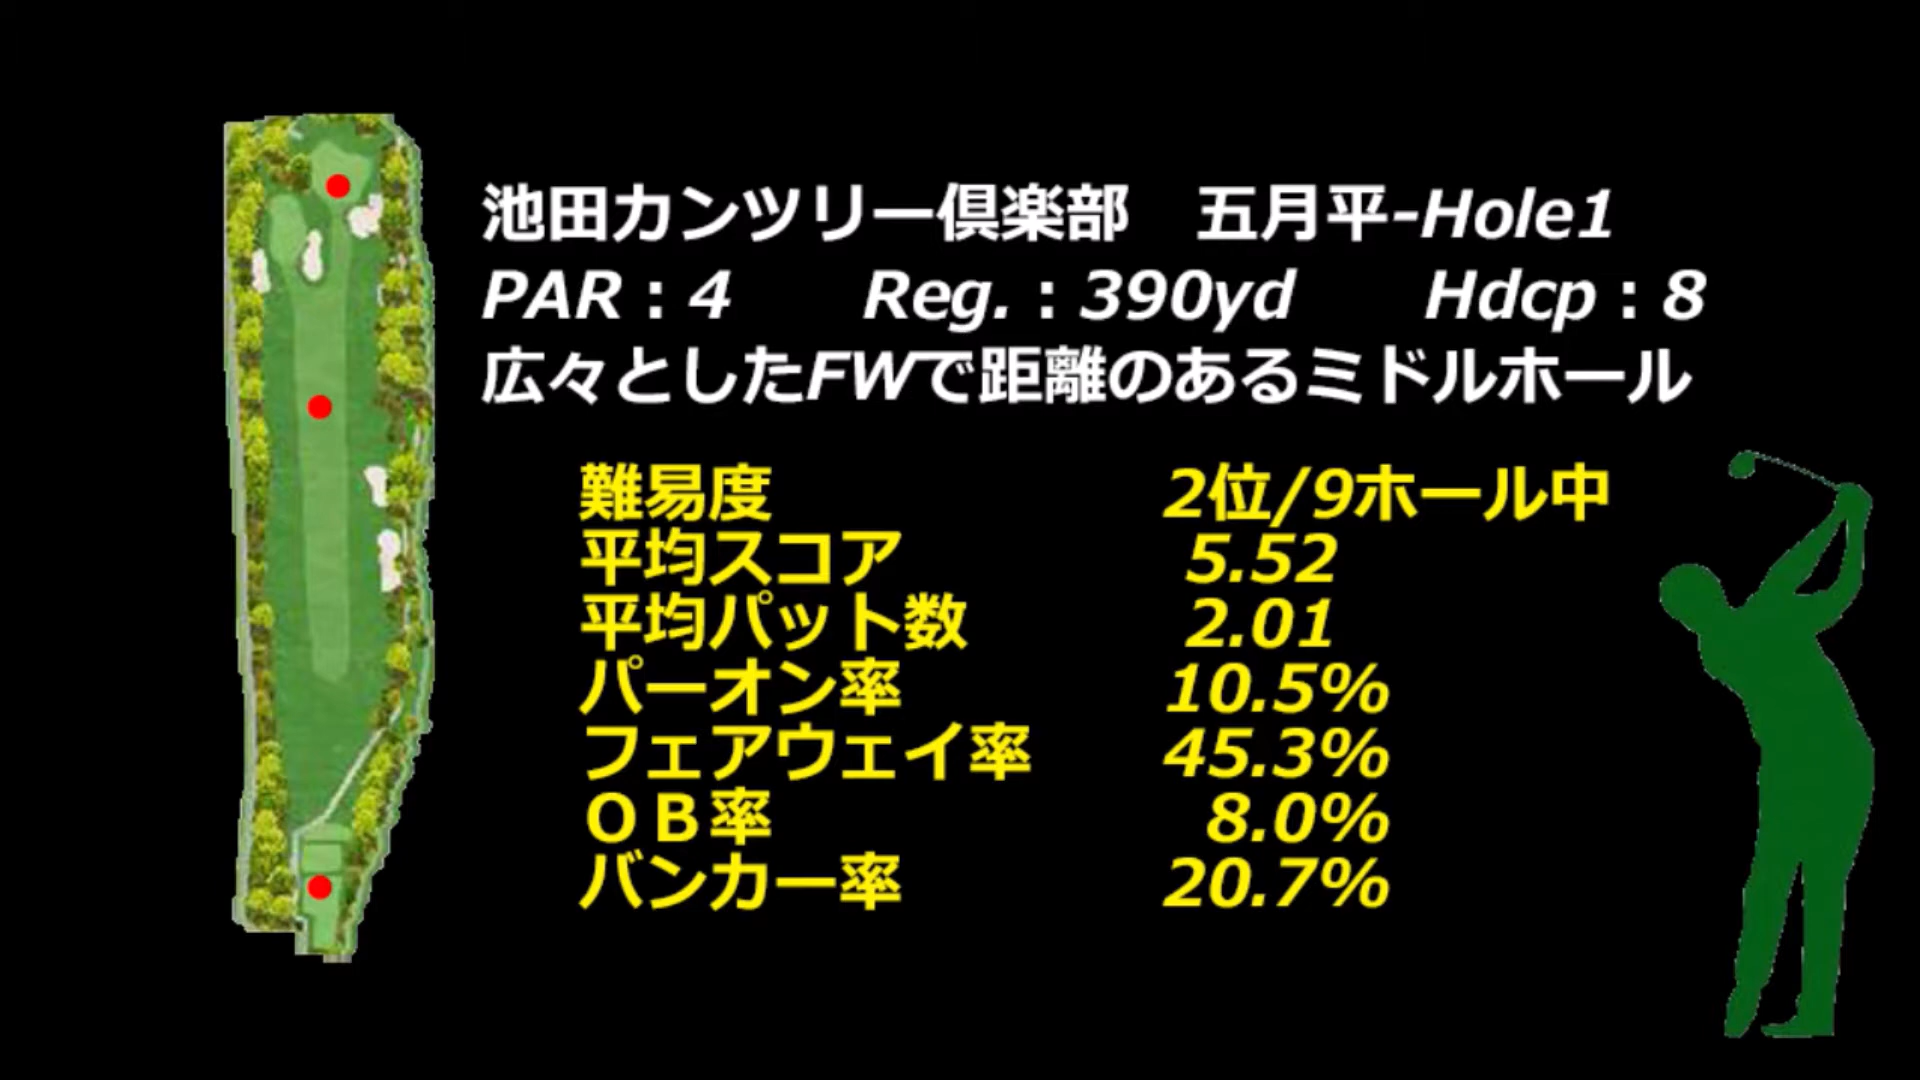 池田カンツリー倶楽部　五月平-Hole1
PAR：4　　Reg.：390yd　　Hdcp：8
広々としたFWで距離のあるミドルホール
難易度　2位/9ホール中
平均スコア　5.52
平均パット数　2.01
パーオン率　10.5%
フェアウェイ率　45.3%
ＯＢ率　8.0%
バンカー率　20.7%